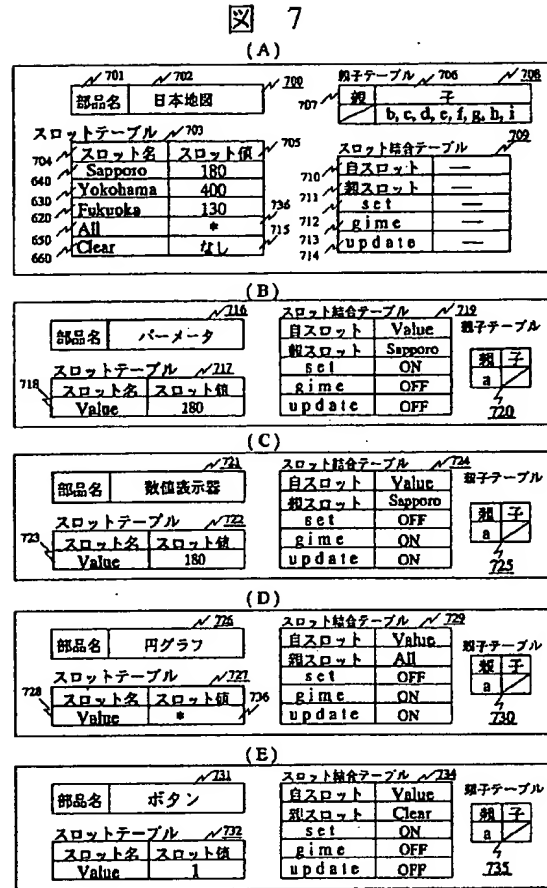 図 7
(A)
701 702 700
部品名 日本地図
スロットテーブル 703
704 スロット名 スロット値 705
640 Sapporo 180
630 Yokohama 400
620 Fukuoka 130
650 All * 736
660 Clear なし 715
親子テーブル 706 708
707 親 子
b, c, d, e, f, g, h, i
スロット結合テーブル 709
710 自スロット —
711 親スロット —
712 set —
713 gime —
714 update —
(B)
716
部品名 バーメータ
スロットテーブル 717
718 スロット名 スロット値
Value 180
スロット結合テーブル 719
自スロット Value
親スロット Sapporo
set ON
gime OFF
update OFF
親子テーブル
親 子
a
720
(C)
721
部品名 数値表示器
スロットテーブル 722
723 スロット名 スロット値
Value 180
スロット結合テーブル 724
自スロット Value
親スロット Sapporo
set OFF
gime ON
update ON
親子テーブル
親 子
a
725
(D)
726
部品名 円グラフ
スロットテーブル 727
728 スロット名 スロット値
Value * 736
スロット結合テーブル 729
自スロット Value
親スロット All
set OFF
gime ON
update ON
親子テーブル
親 子
a
730
(E)
731
部品名 ボタン
スロットテーブル 732
スロット名 スロット値
Value 1
スロット結合テーブル 734
自スロット Value
親スロット Clear
set ON
gime OFF
update OFF
親子テーブル
親 子
a
735